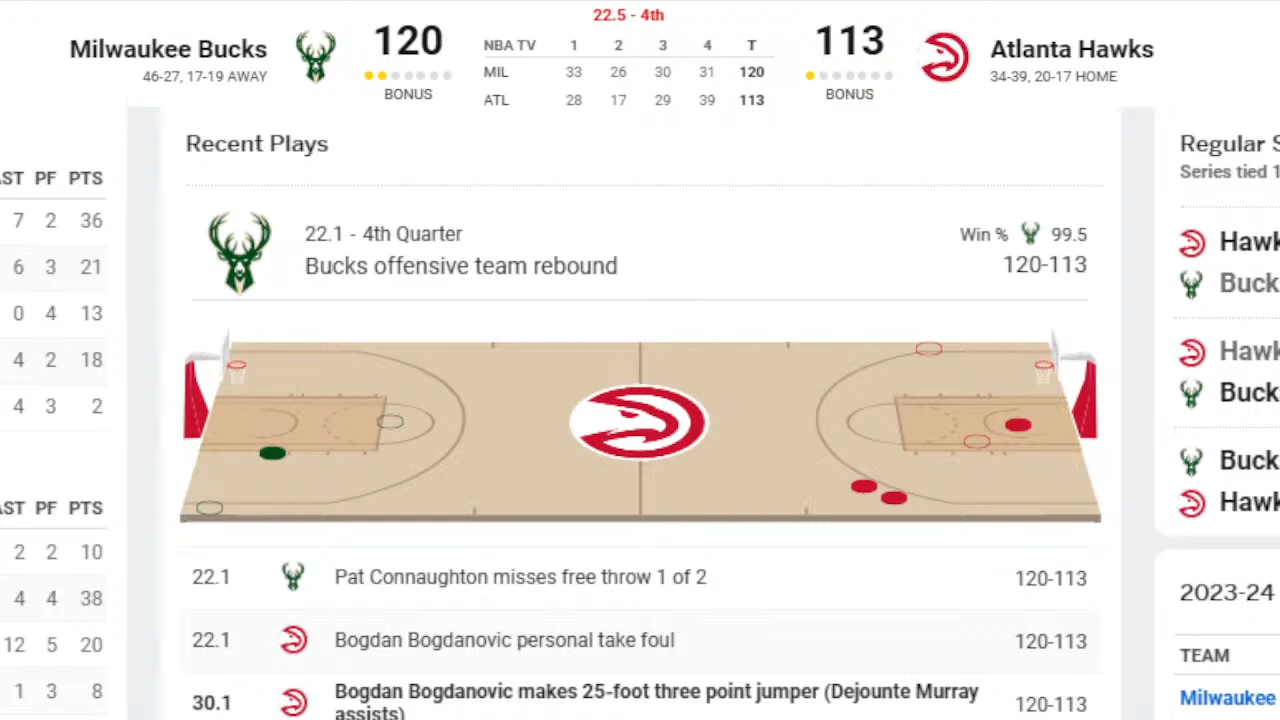 22.5 - 4th
Milwaukee Bucks
46-27, 17-19 AWAY
120
BONUS
NBA TV 1 2 3 4 T
MIL 33 26 30 31 120
ATL 28 17 29 39 113
113
BONUS
Atlanta Hawks
34-39, 20-17 HOME
AST PF PTS
7 2 36
6 3 21
0 4 13
4 2 18
4 3 2
AST PF PTS
2 2 10
4 4 38
12 5 20
1 3 8
Recent Plays
22.1 - 4th Quarter
Bucks offensive team rebound
Win % 99.5
120-113
22.1 Pat Connaughton misses free throw 1 of 2 120-113
22.1 Bogdan Bogdanovic personal take foul 120-113
30.1 Bogdan Bogdanovic makes 25-foot three point jumper (Dejounte Murray 120-113
assists)
Regular S
Series tied 1
Hawk
Buck
Hawk
Buck
Buck
Hawk
2023-24
TEAM
Milwaukee